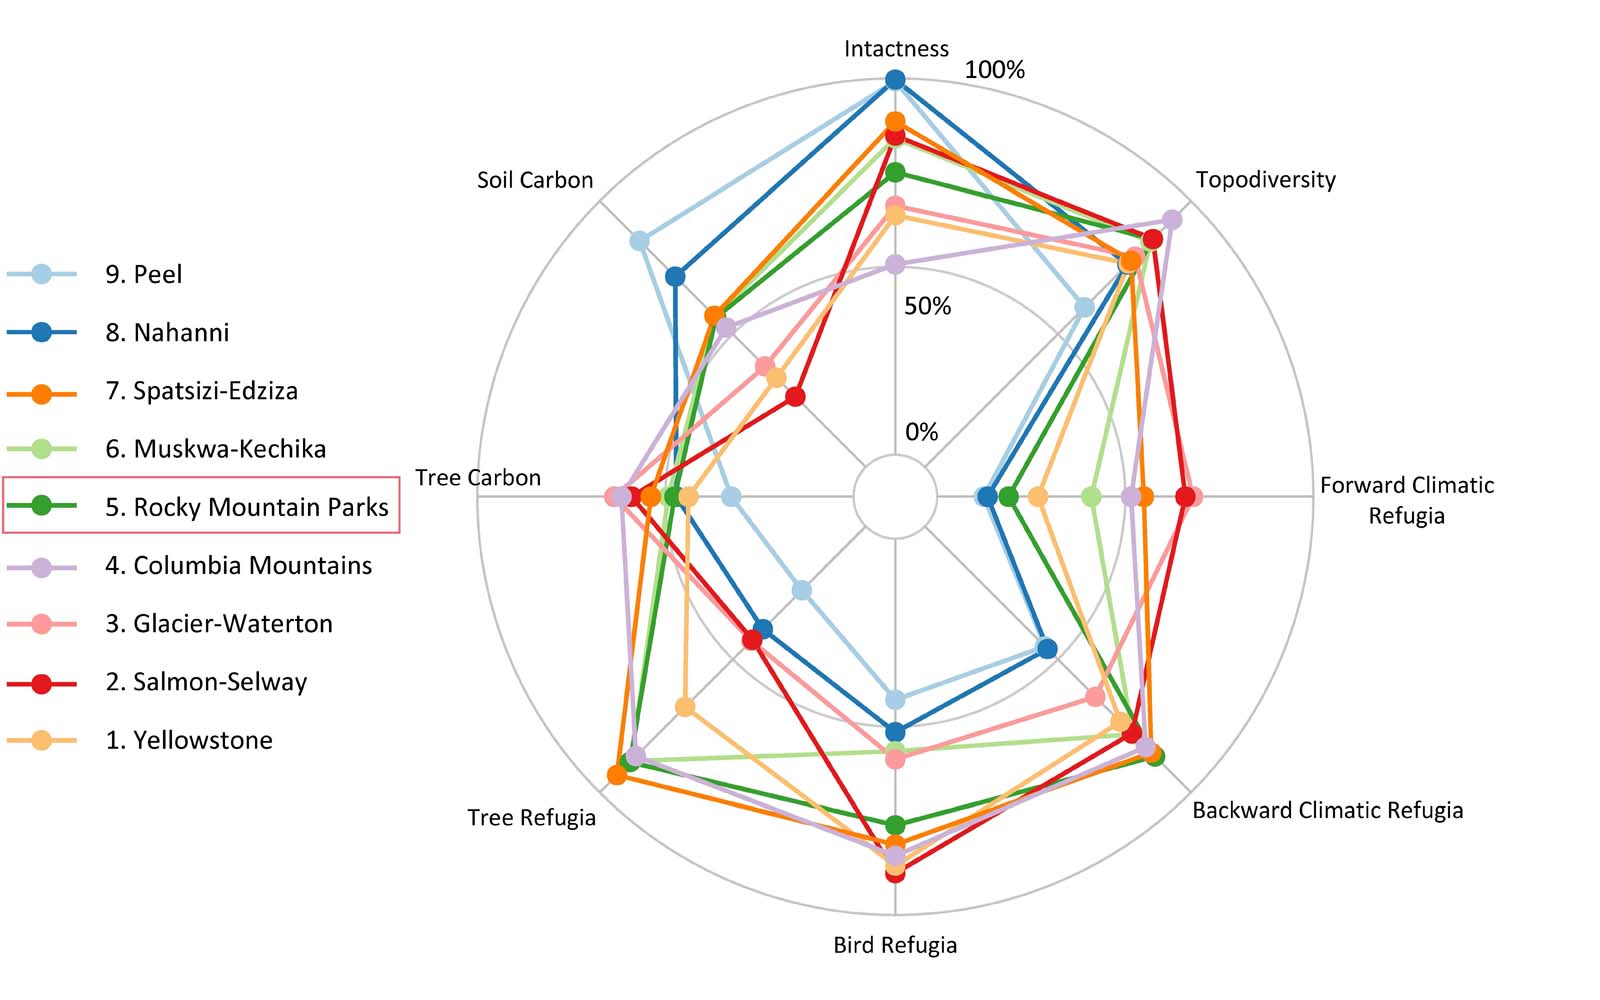 Intactness
100%
Soil Carbon
Topodiversity
9. Peel
50%
8. Nahanni
7. Spatsizi-Edziza
0%
6. Muskwa-Kechika
Tree Carbon
Forward Climatic
Refugia
5. Rocky Mountain Parks
4. Columbia Mountains
3. Glacier-Waterton
2. Salmon-Selway
1. Yellowstone
Tree Refugia
Backward Climatic Refugia
Bird Refugia